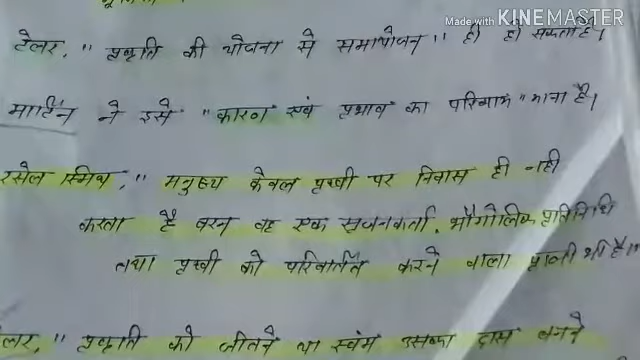 Made with KINEMASTER
टेलर, " प्रकृति की योजना मे समायोजन" ही हो सकता है।
मार्टिन ने इसे "कारण एवं प्रभाव का परिणाम" माना है।
रसेल स्मिथ, " मनुष्य केवल पृथ्वी पर निवास ही नही
करता है वरन वह एक सृजनकर्ता, भौगोलिक प्रतिनिधि
तथा पृथ्वी को परिवर्तित करने वाला प्राणी भी है।"
टेलर, " प्रकृति को जीतने या स्वंम उसका दास बनने